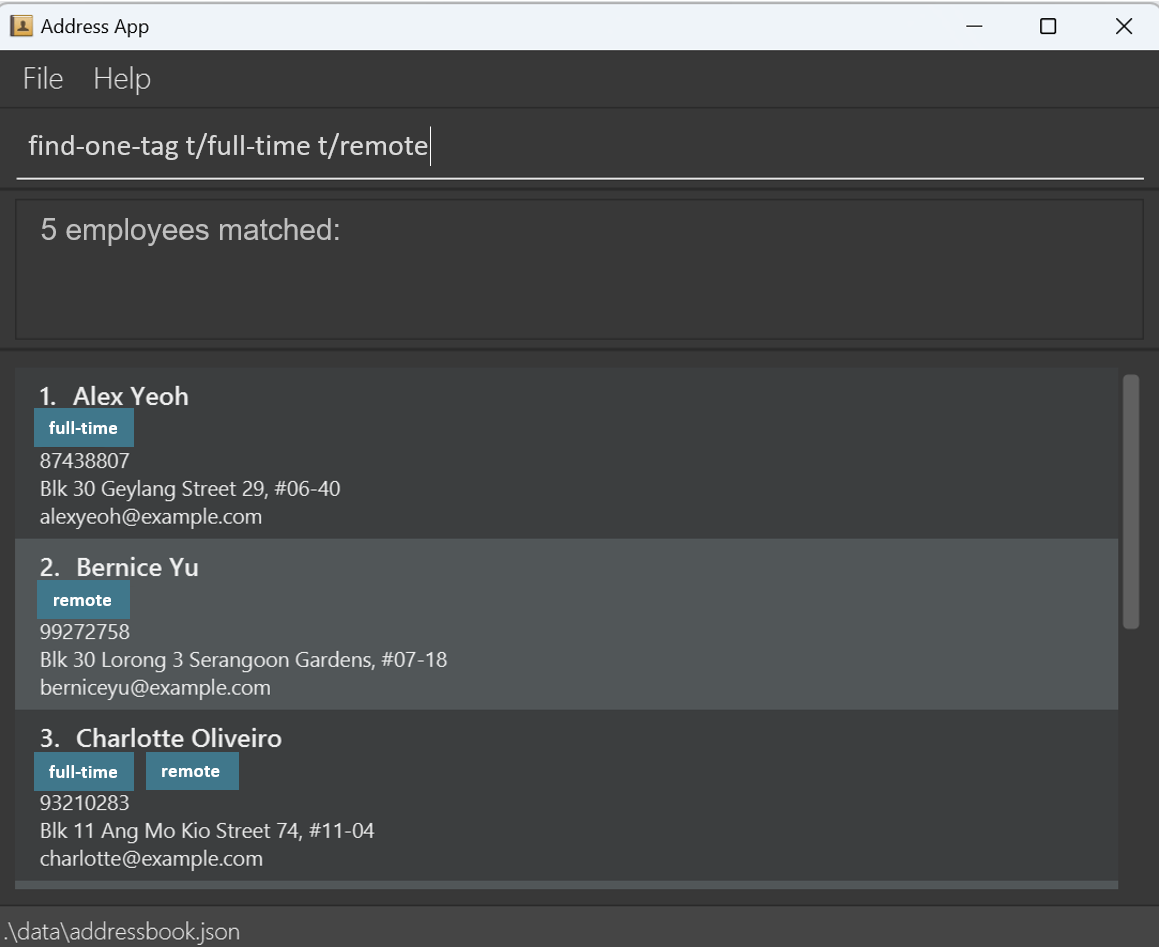 Address App
File Help
find-one-tag t/full-time t/remote
5 employees matched:
1. Alex Yeoh
full-time
87438807
Blk 30 Geylang Street 29, #06-40
alexyeoh@example.com
2. Bernice Yu
remote
99272758
Blk 30 Lorong 3 Serangoon Gardens, #07-18
berniceyu@example.com
3. Charlotte Oliveiro
full-time remote
93210283
Blk 11 Ang Mo Kio Street 74, #11-04
charlotte@example.com
.\data\addressbook.json